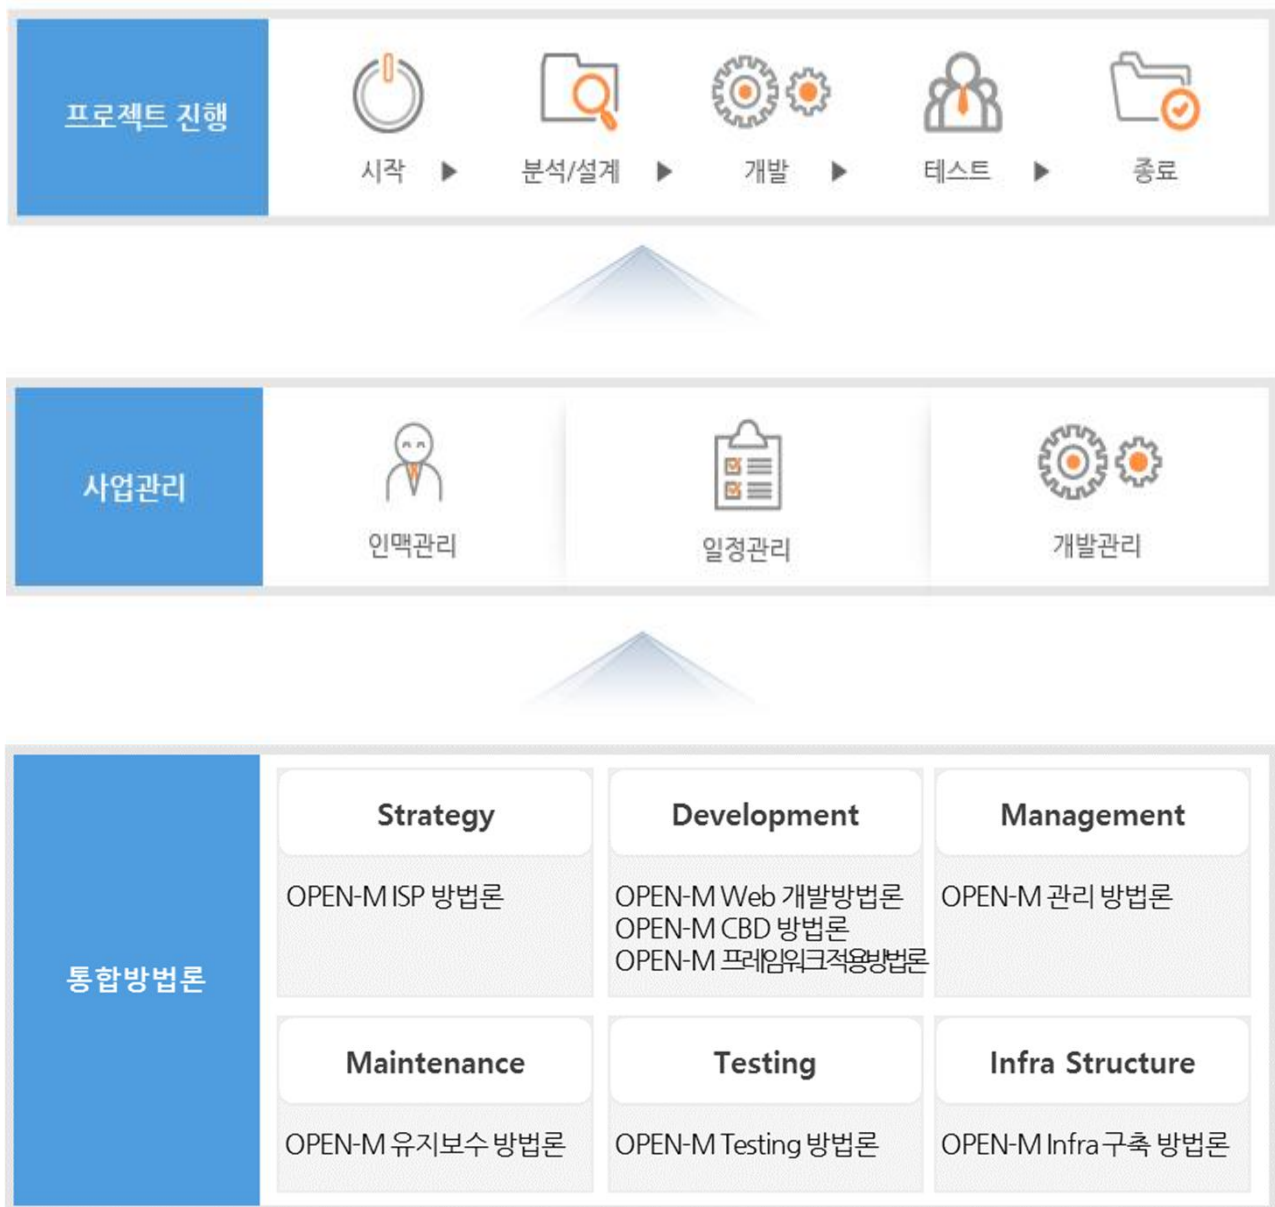 프로젝트 진행
시작 ▶ 분석/설계 ▶ 개발 ▶ 테스트 ▶ 종료
사업관리
인맥관리
일정관리
개발관리
통합방법론
Strategy
OPEN-M ISP 방법론
Development
OPEN-M Web 개발방법론
OPEN-M CBD 방법론
OPEN-M 프레임워크적용방법론
Management
OPEN-M 관리 방법론
Maintenance
OPEN-M 유지보수 방법론
Testing
OPEN-M Testing 방법론
Infra Structure
OPEN-M Infra 구축 방법론